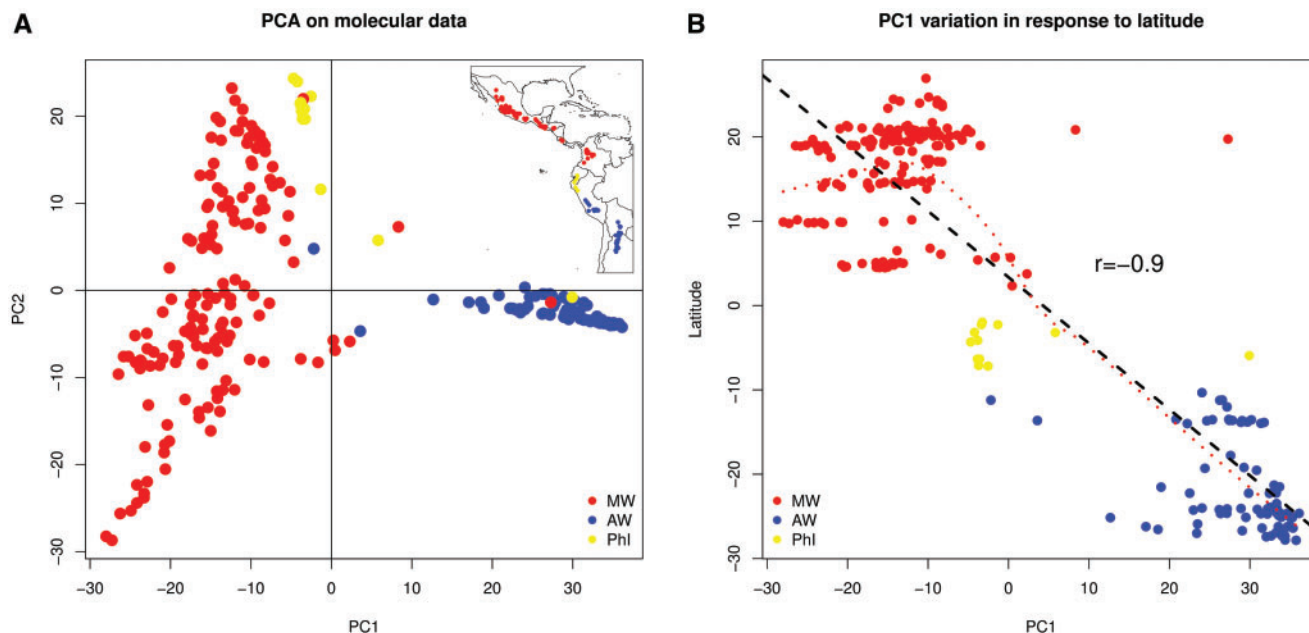 A
PCA on molecular data
PC2
20
10
0
−10
−20
−30
−30
−20
−10
0
10
20
30
PC1
MW
AW
PhI
B
PC1 variation in response to latitude
Latitude
20
10
0
−10
−20
−30
r=−0.9
MW
AW
PhI
−30
−20
−10
0
10
20
30
PC1